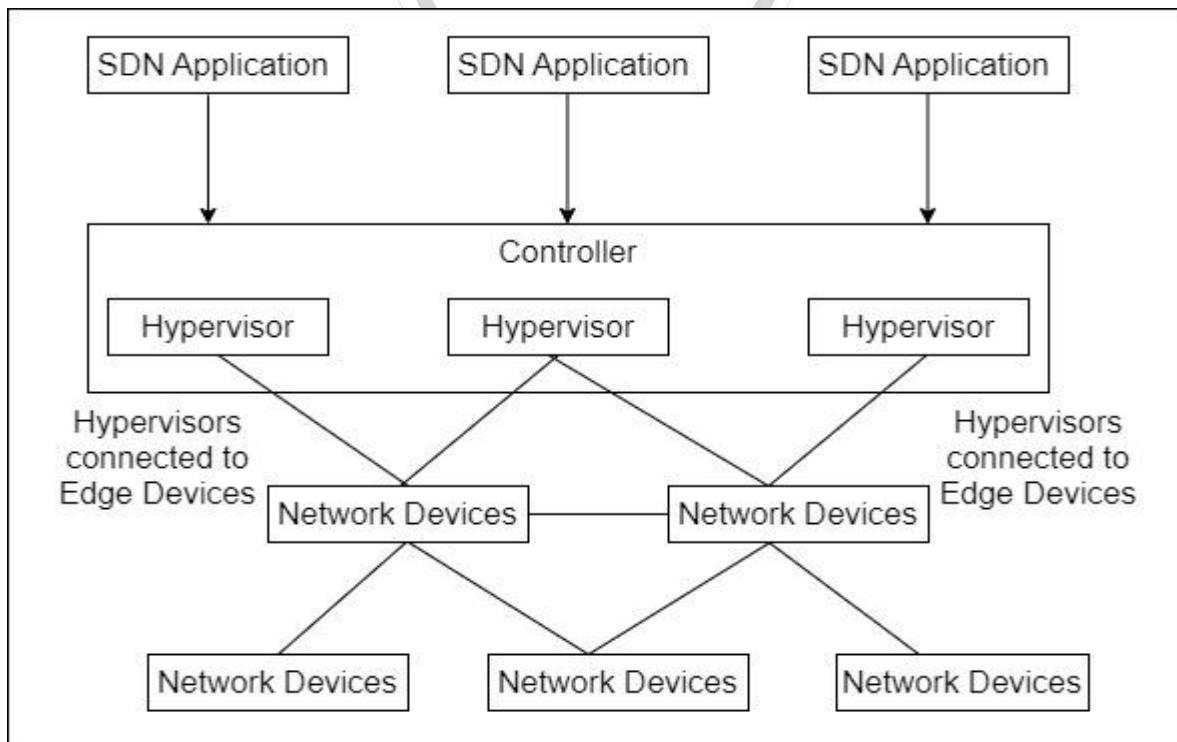 SDN Application
SDN Application
SDN Application
Controller
Hypervisor
Hypervisor
Hypervisor
Hypervisors
connected to
Edge Devices
Hypervisors
connected to
Edge Devices
Network Devices
Network Devices
Network Devices
Network Devices
Network Devices